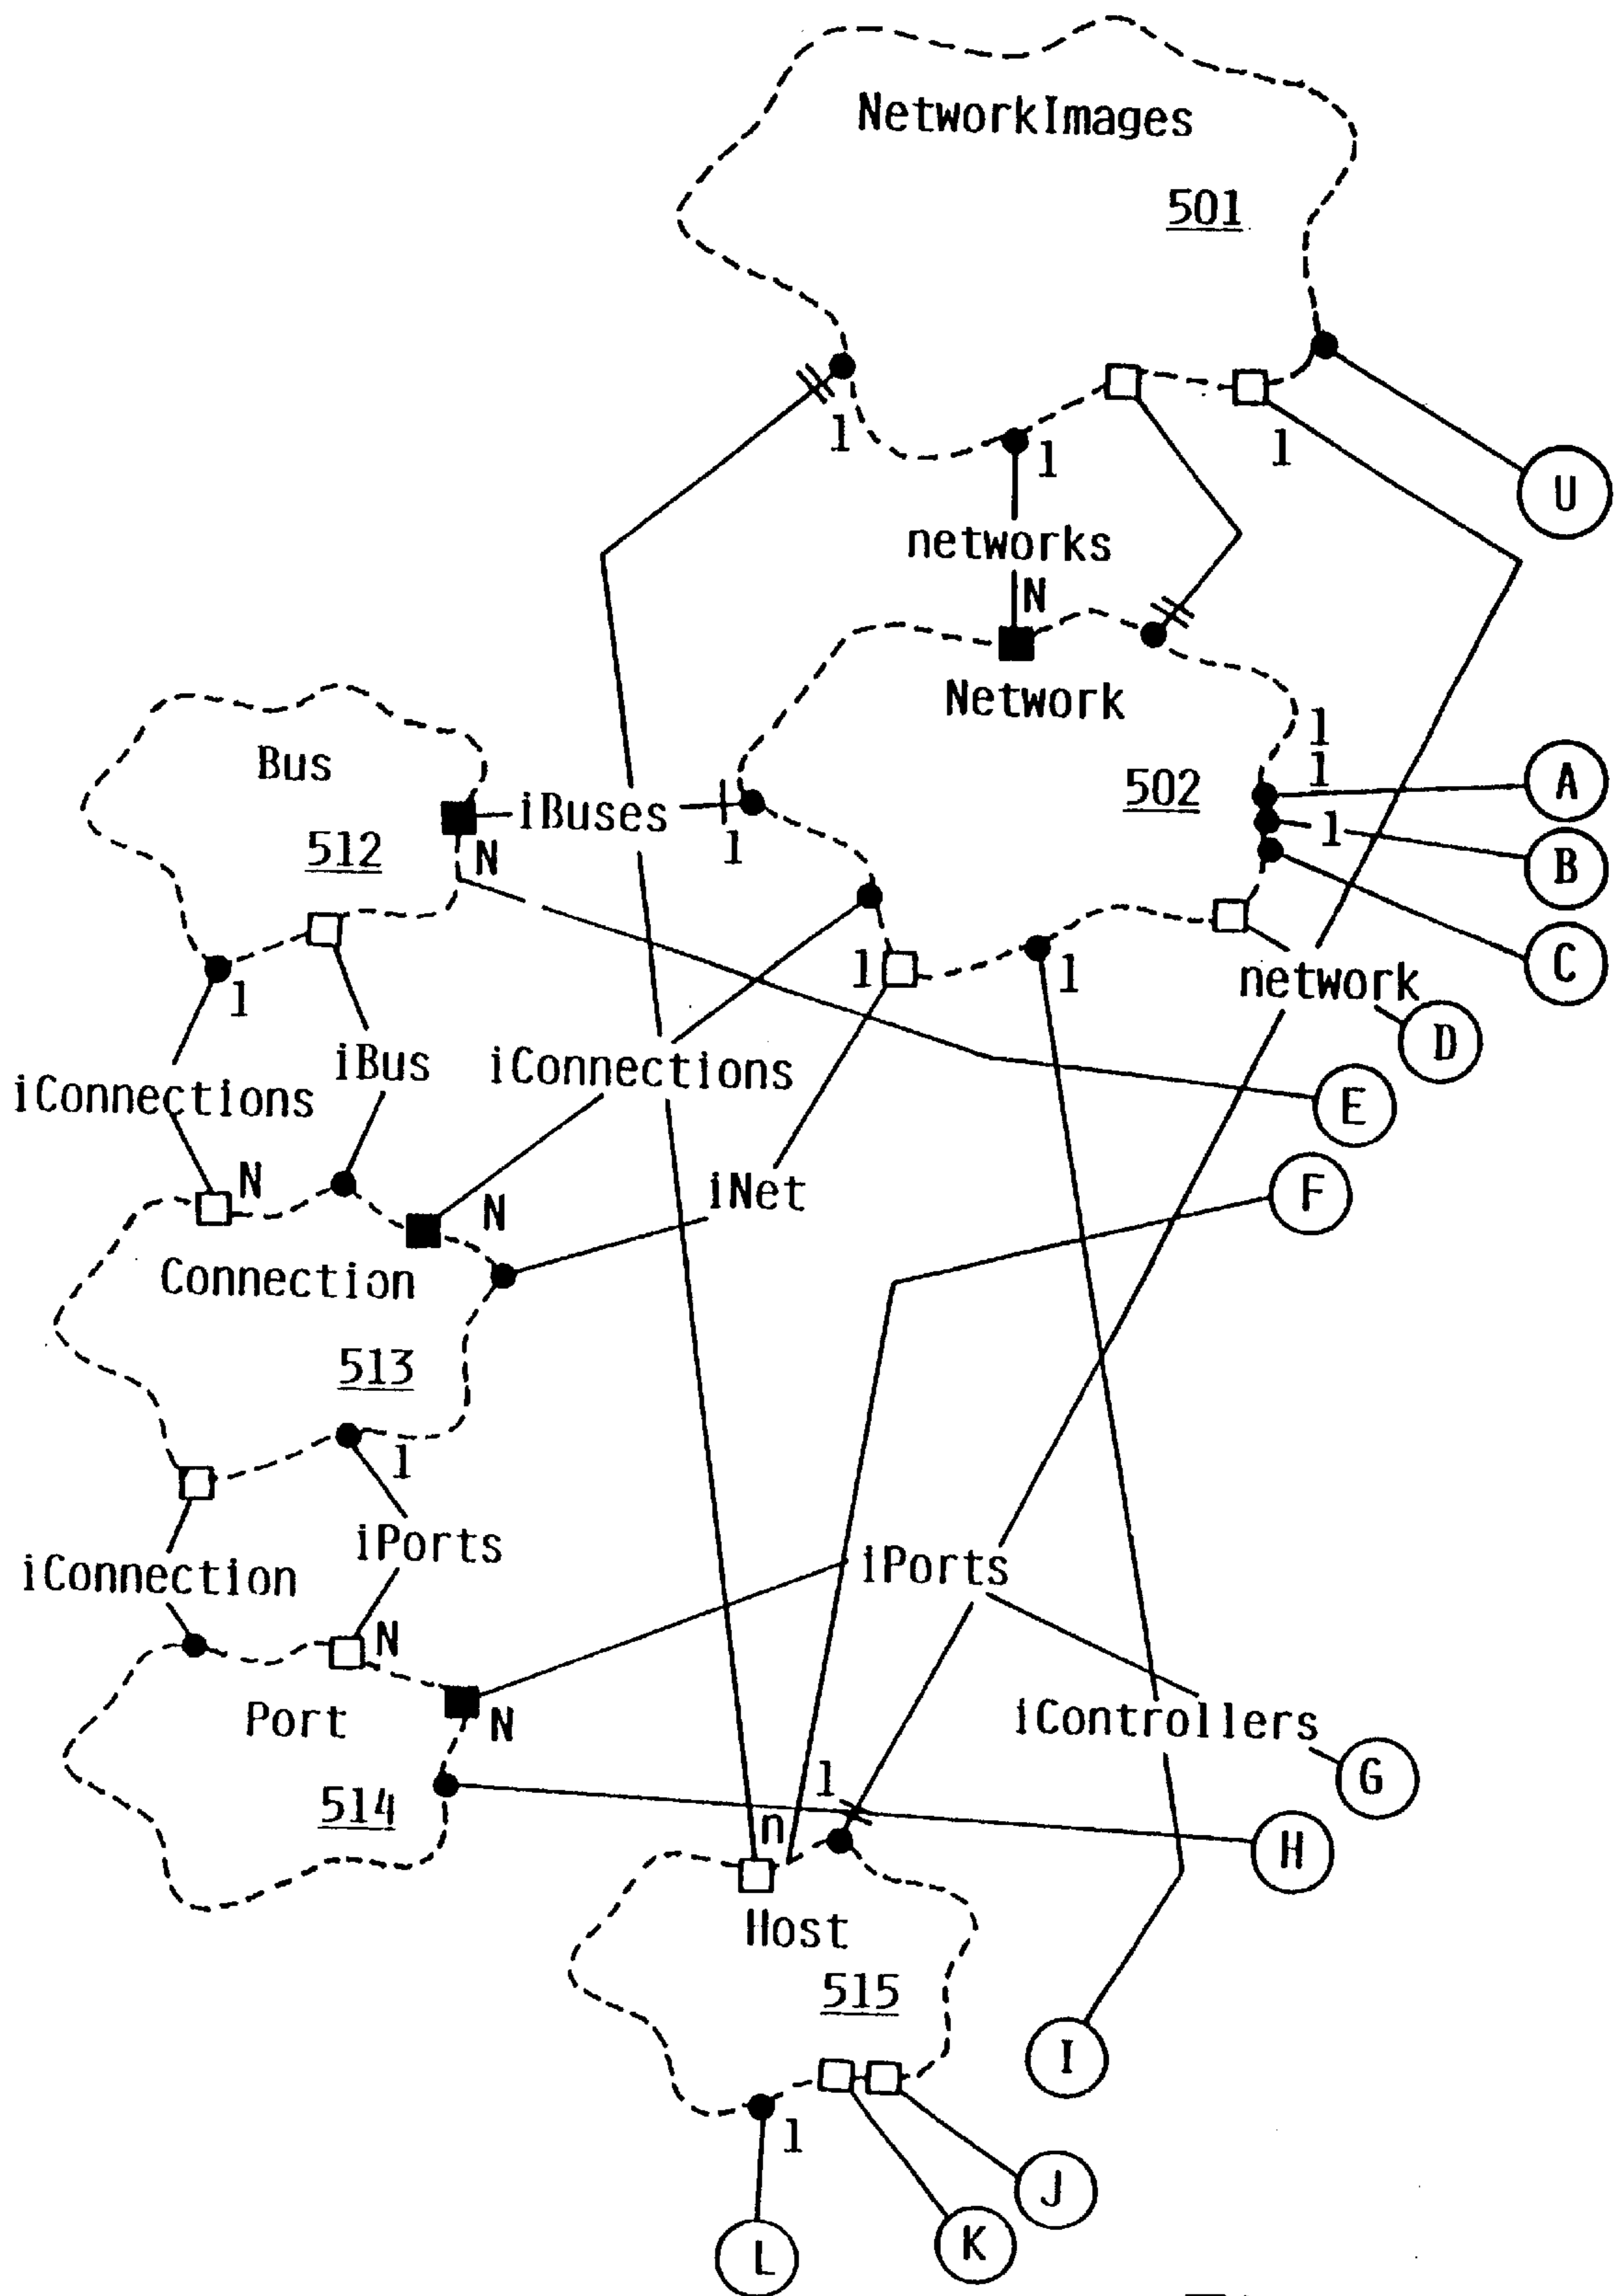 NetworkImages
501
1
1
1
U
networks
N
Network
1
1
Bus
502
A
iBuses
1
512
N
1
B
1
1
C
1
network
D
iBus
iConnections
iConnections
E
N
N
iNet
F
Connection
513
1
iPorts
iPorts
iConnection
N
Port
N
iControllers
514
1
G
n
H
Host
515
I
1
J
K
L